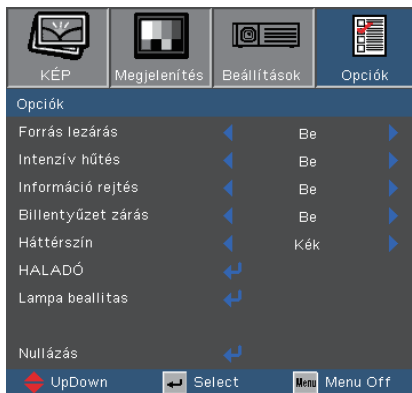 KÉP Megjelenítés Beállítások Opciók
Opciók
Forrás lezárás Be
Intenzív hűtés Be
Információ rejtés Be
Billentyűzet zárás Be
Háttérszín Kék
HALADÓ
Lampa beallitas
Nullázás
UpDown Select Menu Menu Off